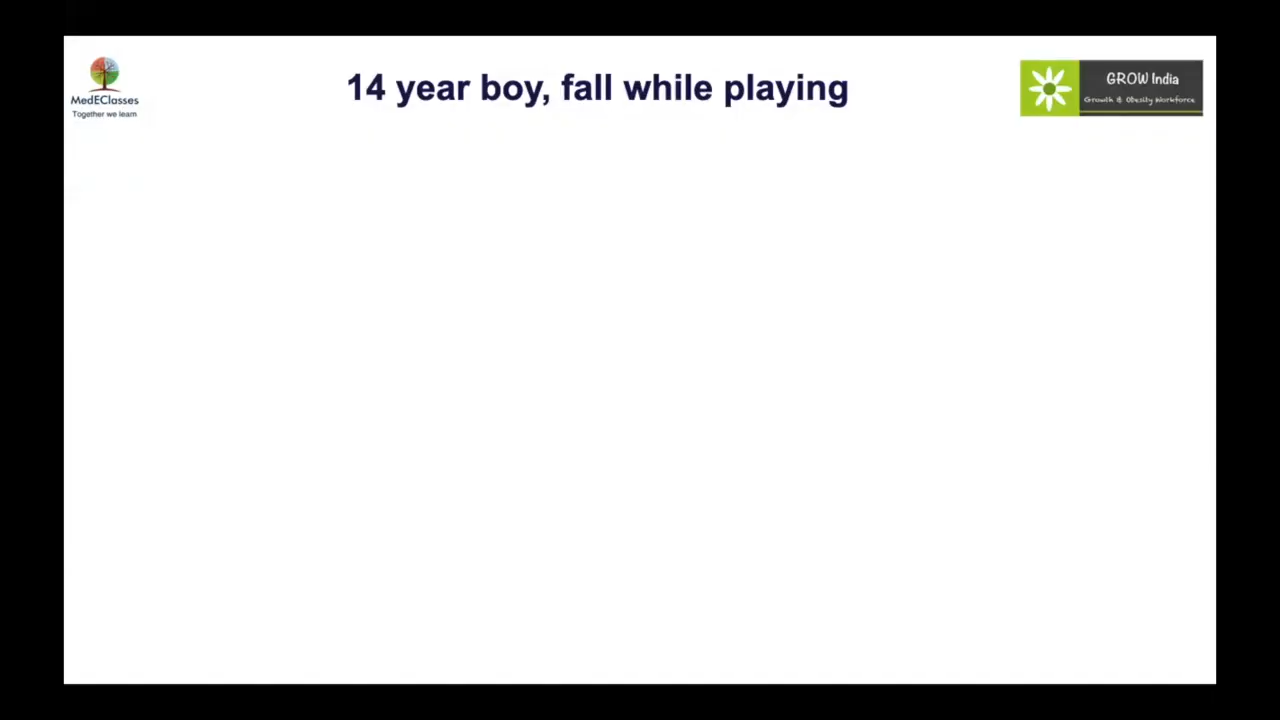 14 year boy, fall while playing
MedEClasses
Together we learn
GROW India
Growth & Obesity Workforce